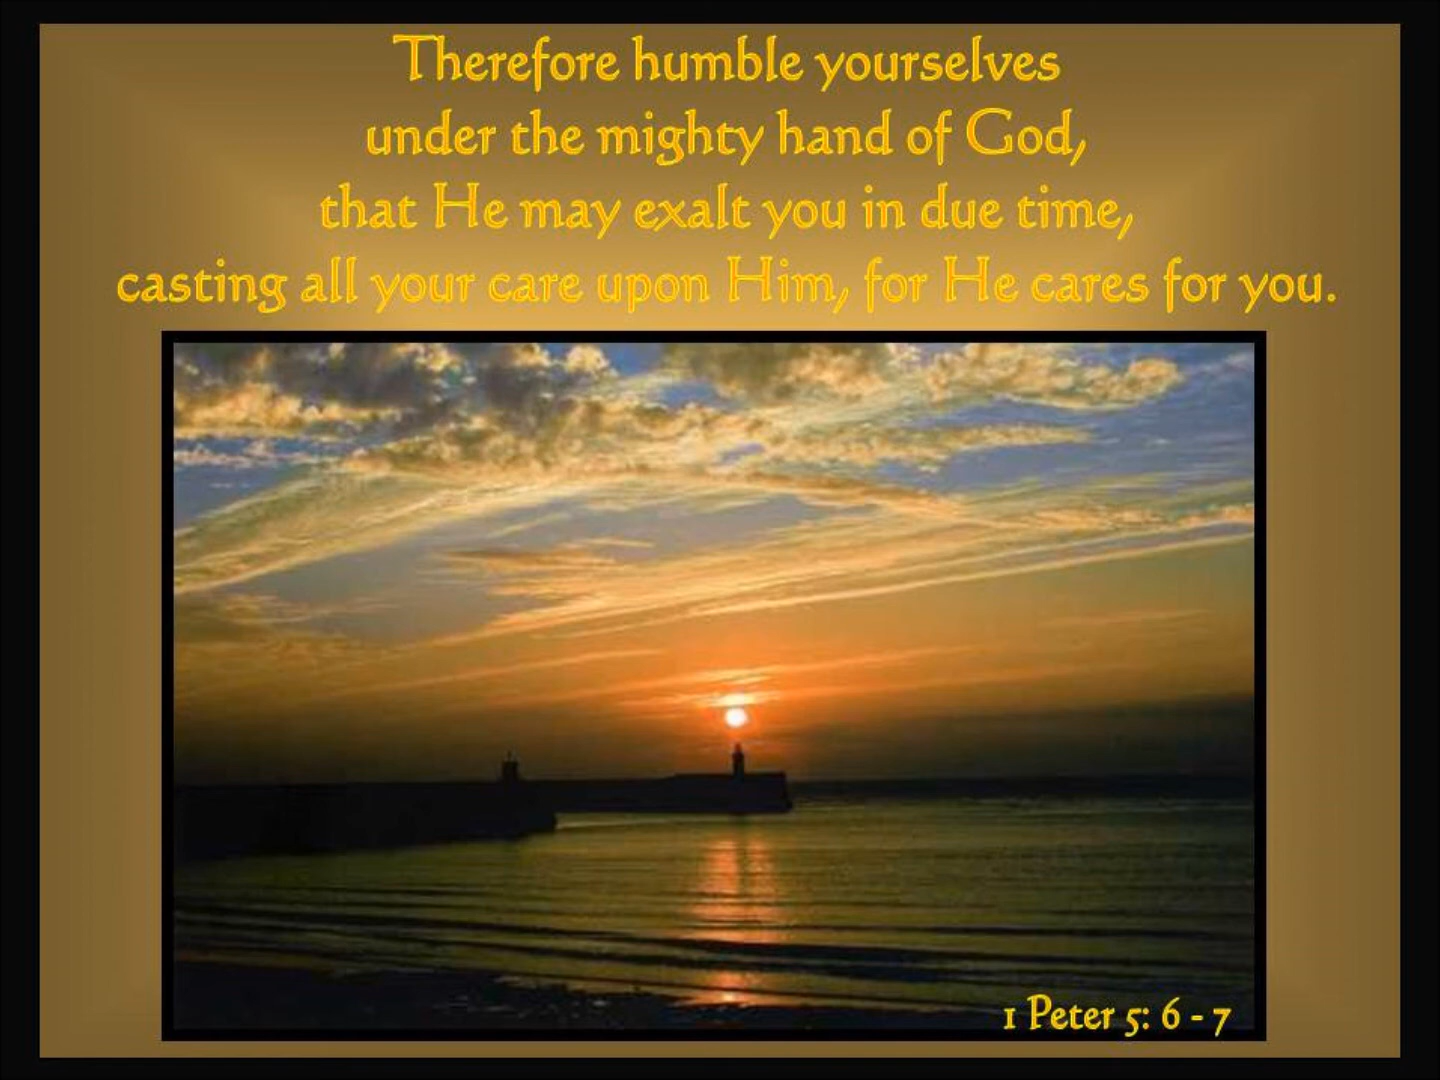 Therefore humble yourselves
under the mighty hand of God,
that He may exalt you in due time,
casting all your care upon Him, for He cares for you.
1 Peter 5: 6 - 7